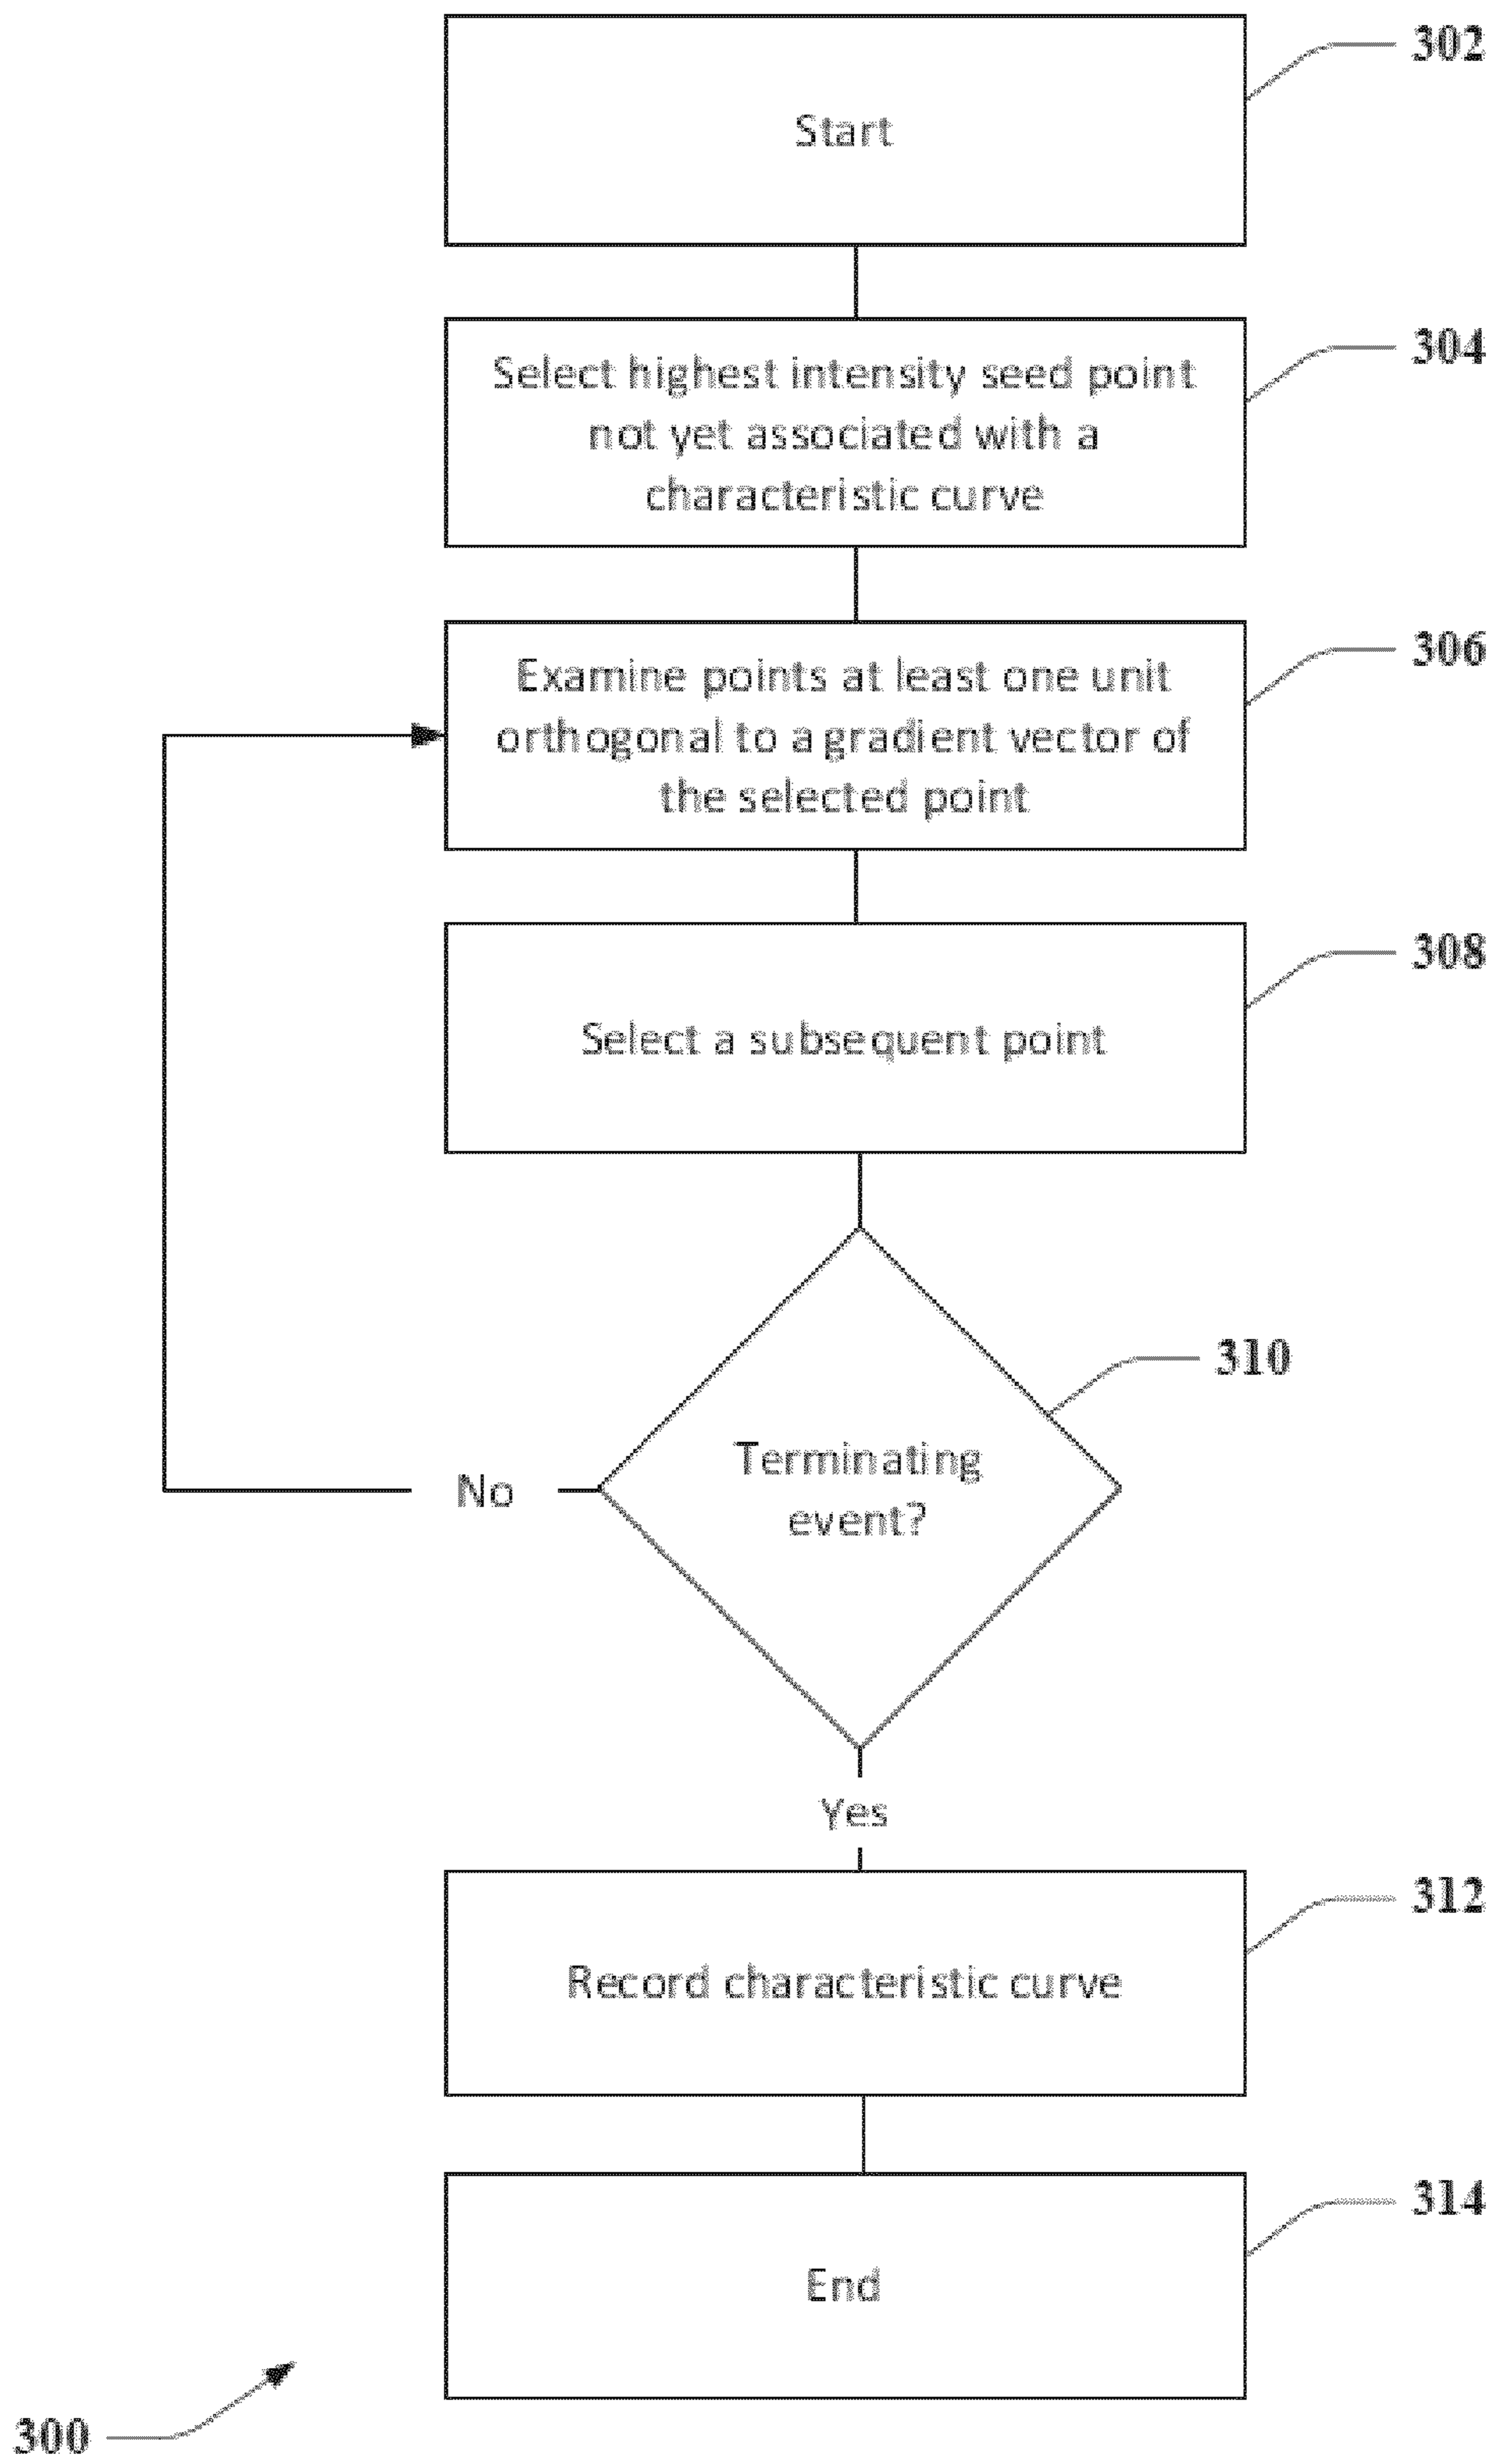 302
Start
304
Select highest intensity seed point
not yet associated with a
characteristic curve
306
Examine points at least one unit
orthogonal to a gradient vector of
the selected point
308
Select a subsequent point
310
Terminating
event?
No
Yes
312
Record characteristic curve
314
End
300